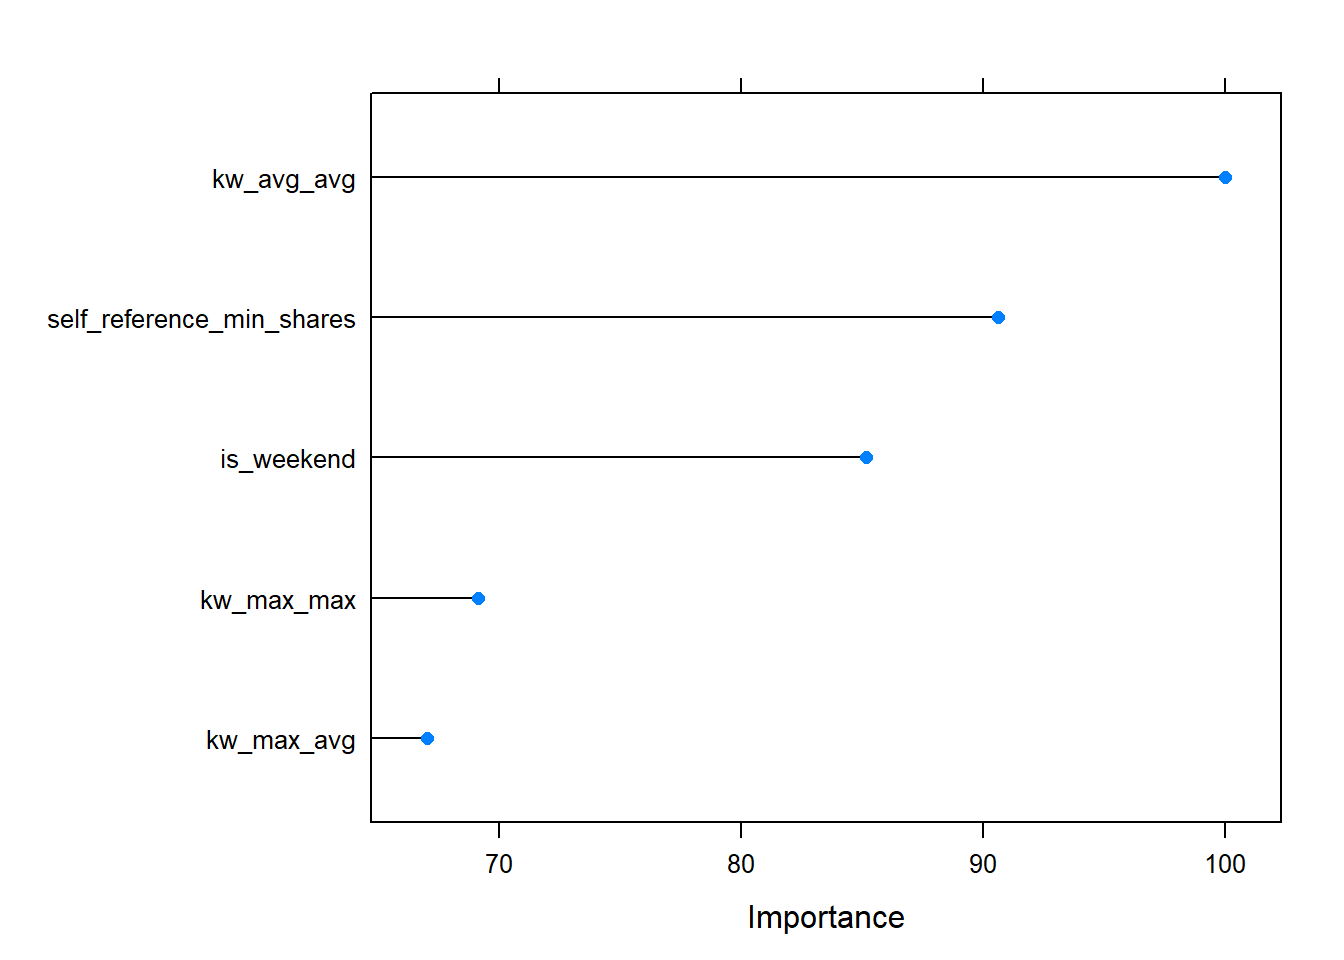 kw_avg_avg
self_reference_min_shares
is_weekend
kw_max_max
kw_max_avg
70 80 90 100
Importance